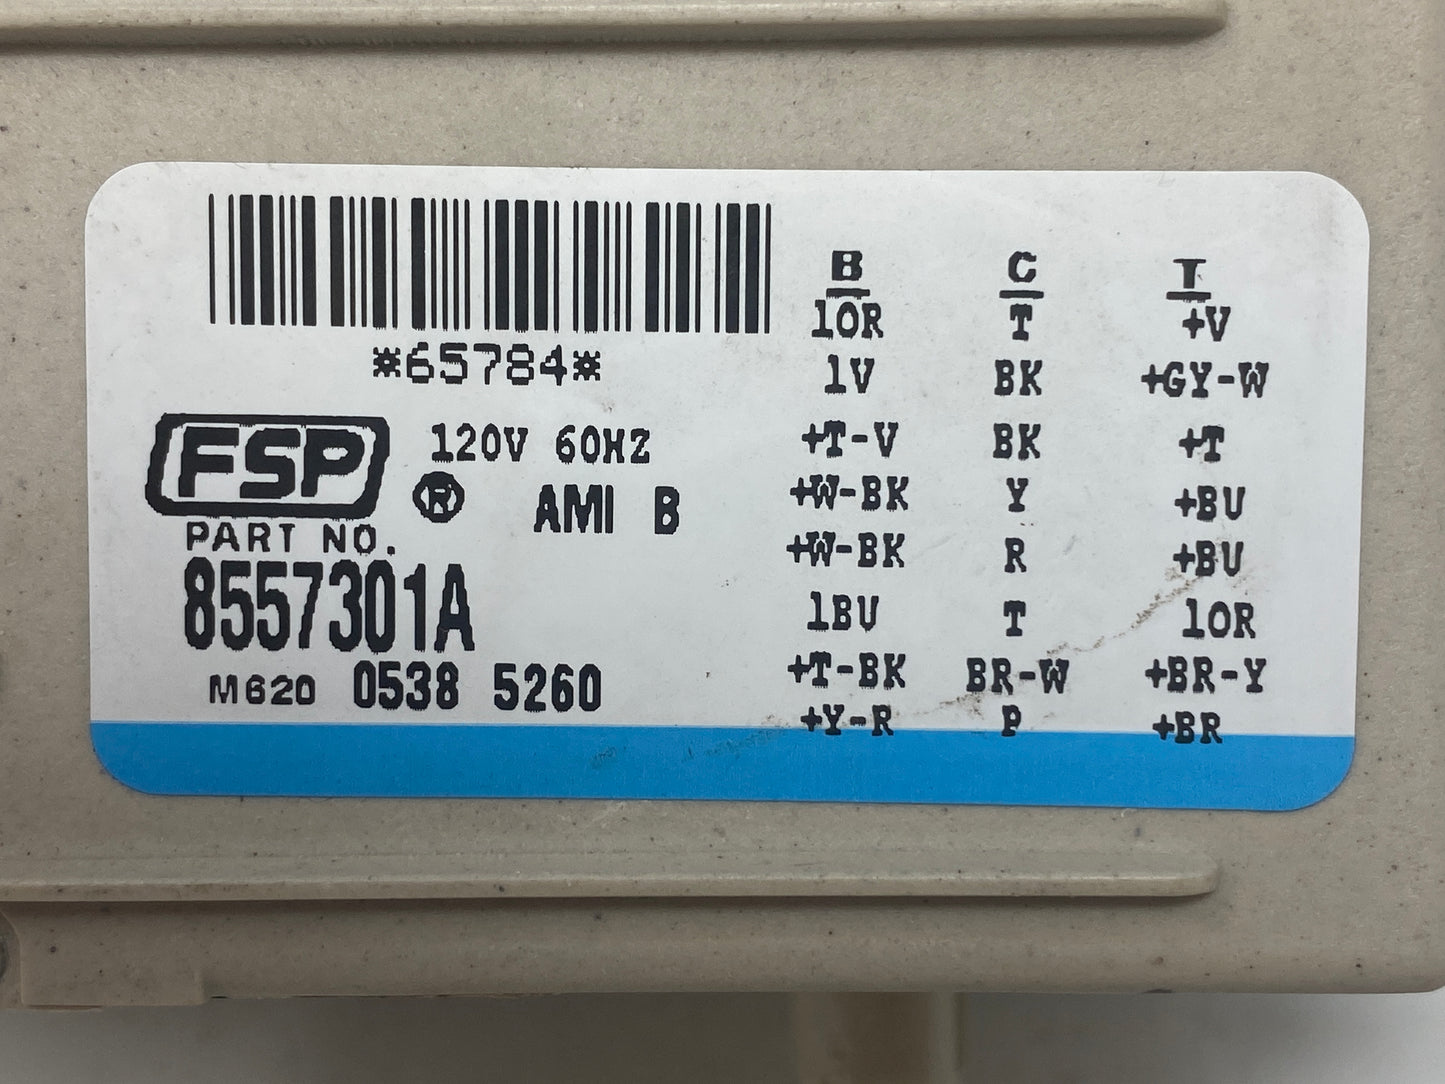 *65784*
FSP ®
120V 60HZ
AMI B
PART NO.
8557301A
M620 0538 5260
B C T
1OR T +V
1V BK +GY-W
+T-V BK +T
+W-BK Y +BU
+W-BK R +BU
1BU T 1OR
+T-BK BR-W +BR-Y
+Y-R P +BR